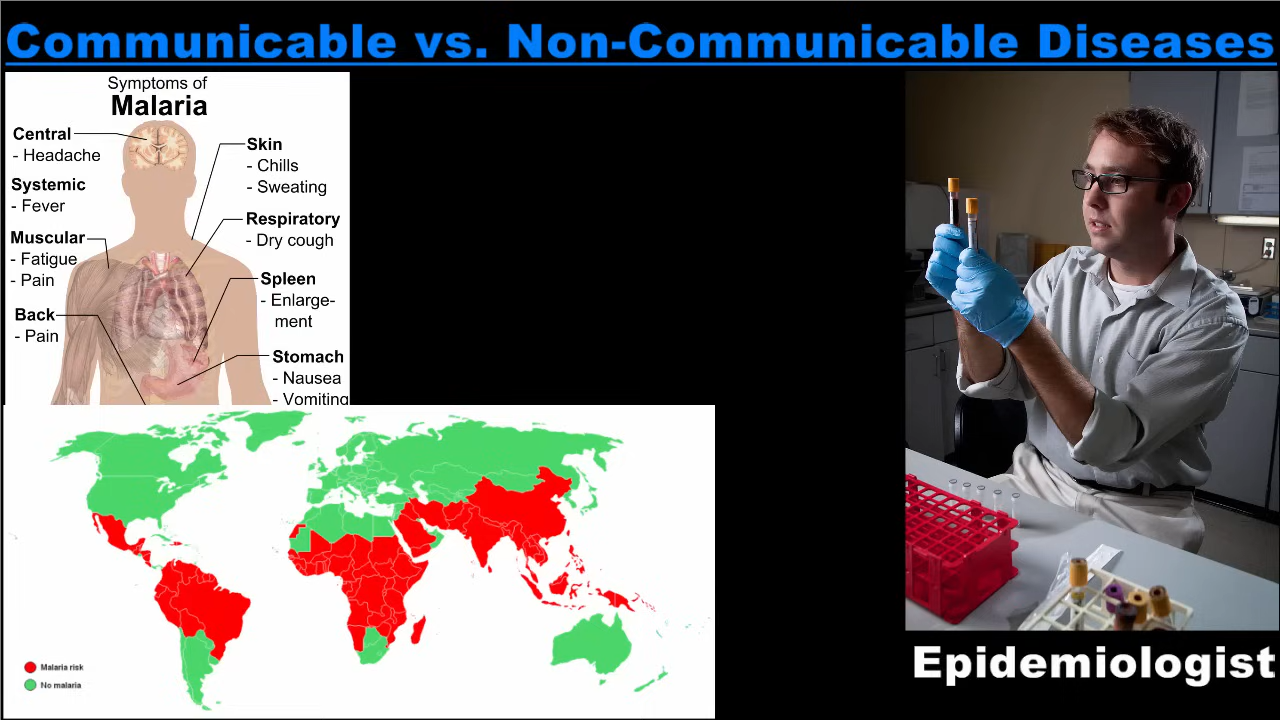 Communicable vs. Non-Communicable Diseases
Symptoms of
Malaria
Central
- Headache
Systemic
- Fever
Muscular
- Fatigue
- Pain
Back
- Pain
Skin
- Chills
- Sweating
Respiratory
- Dry cough
Spleen
- Enlarge-
ment
Stomach
- Nausea
- Vomiting
Malaria risk
No malaria
Epidemiologist